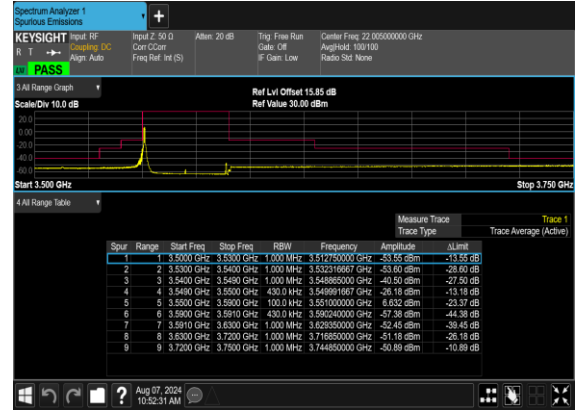 Spectrum Analyzer 1
Spurious Emissions
KEYSIGHT Input: RF Input Z: 50 Ω Atten: 20 dB Trig: Free Run Center Freq: 22.005000000 GHz
R T Coupling: DC Corr CCorr Gate: Off Avg|Hold: 100/100
Align: Auto Freq Ref: Int (S) IF Gain: Low Radio Std: None
PASS
3 All Range Graph Ref Lvl Offset 15.85 dB
Scale/Div 10.0 dB Ref Value 30.00 dBm
20.0
0.00
-20.0
-40.0
-60.0
Start 3.500 GHz Stop 3.750 GHz
4 All Range Table
Measure Trace Trace 1
Trace Type Trace Average (Active)
Spur Range Start Freq Stop Freq RBW Frequency Amplitude ΔLimit
1 1 3.5000 GHz 3.5300 GHz 1.000 MHz 3.512750000 GHz -53.55 dBm -13.55 dB
2 2 3.5300 GHz 3.5400 GHz 1.000 MHz 3.532316667 GHz -53.60 dBm -28.60 dB
3 3 3.5400 GHz 3.5490 GHz 1.000 MHz 3.548865000 GHz -40.50 dBm -27.50 dB
4 4 3.5490 GHz 3.5500 GHz 430.0 kHz 3.549991667 GHz -26.18 dBm -13.18 dB
5 5 3.5500 GHz 3.5900 GHz 100.0 kHz 3.551000000 GHz 6.632 dBm -23.37 dB
6 6 3.5900 GHz 3.5910 GHz 430.0 kHz 3.590240000 GHz -57.38 dBm -44.38 dB
7 7 3.5910 GHz 3.6300 GHz 1.000 MHz 3.629350000 GHz -52.45 dBm -39.45 dB
8 8 3.6300 GHz 3.7200 GHz 1.000 MHz 3.716850000 GHz -51.18 dBm -26.18 dB
9 9 3.7200 GHz 3.7500 GHz 1.000 MHz 3.744850000 GHz -50.89 dBm -10.89 dB
Aug 07, 2024
10:52:31 AM